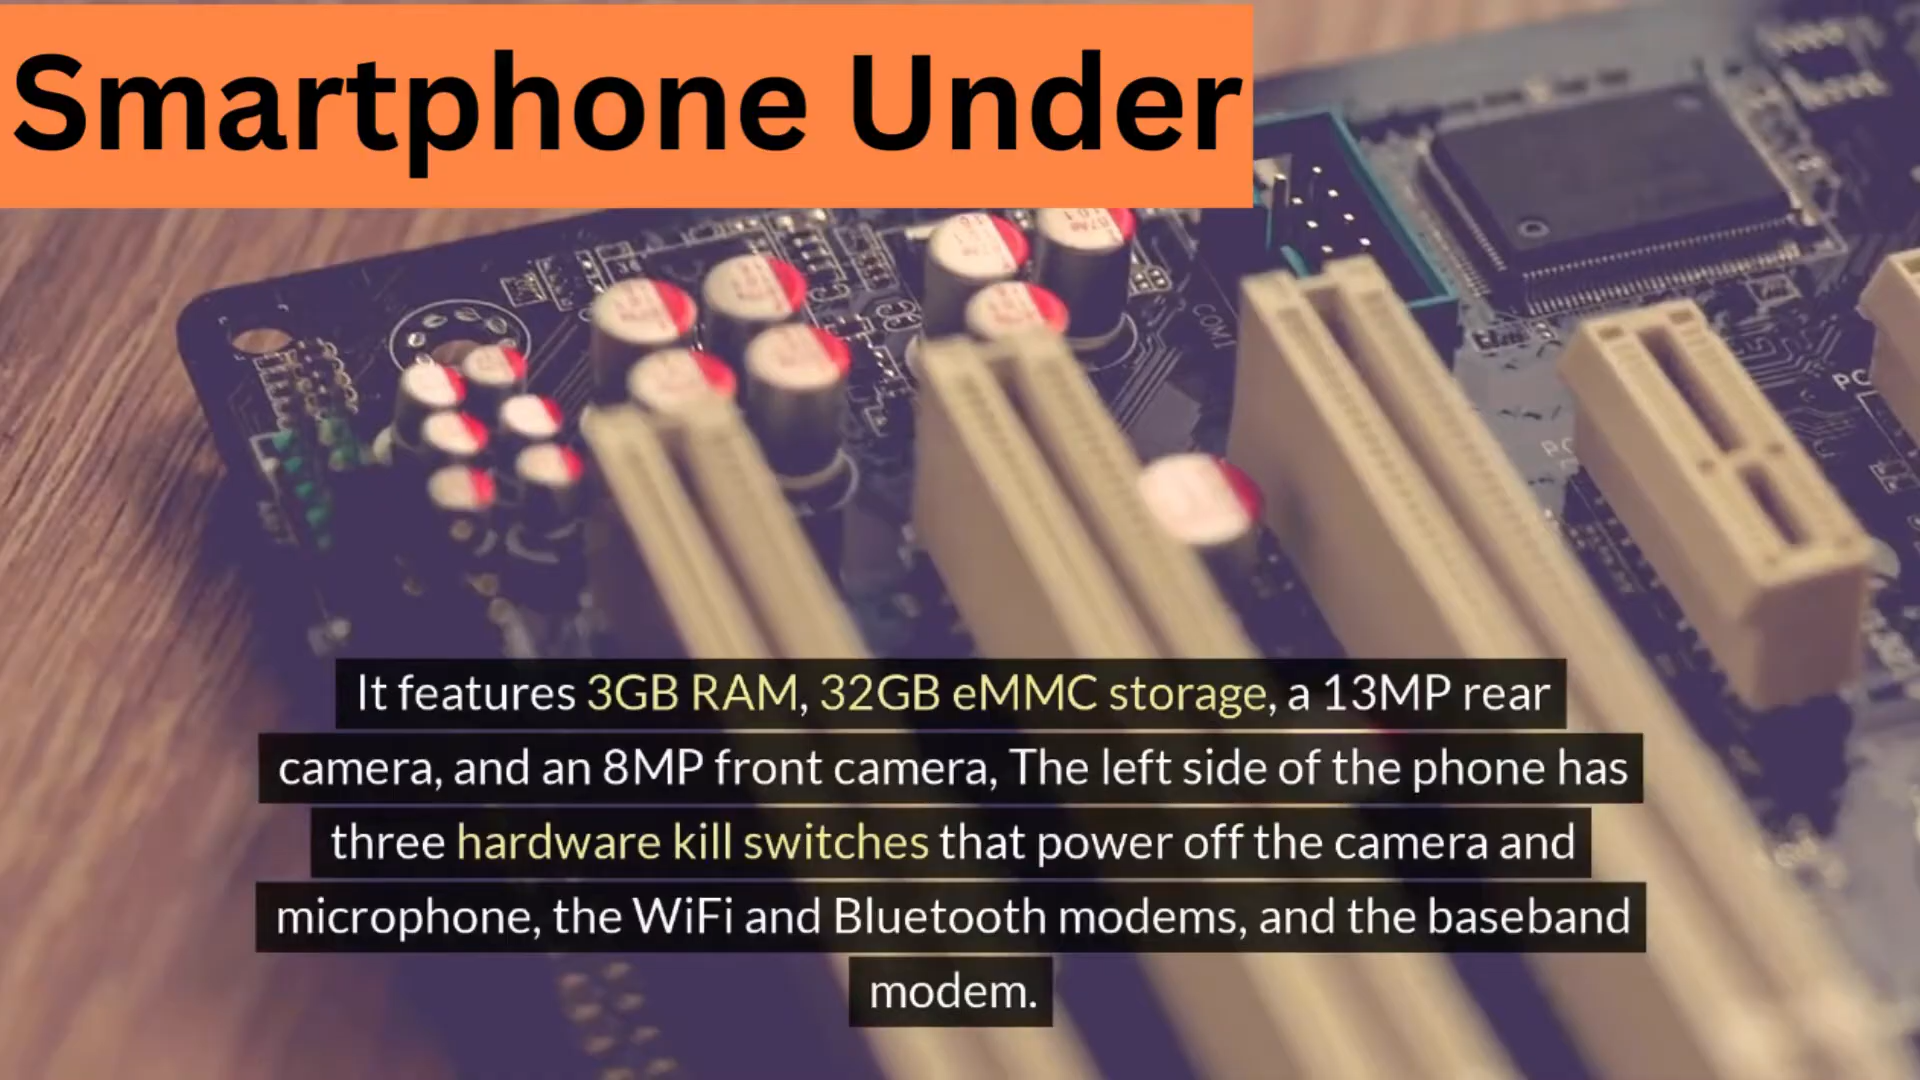 Smartphone Under
COM1
It features 3GB RAM, 32GB eMMC storage, a 13MP rear
camera, and an 8MP front camera, The left side of the phone has
three hardware kill switches that power off the camera and
microphone, the WiFi and Bluetooth modems, and the baseband
modem.